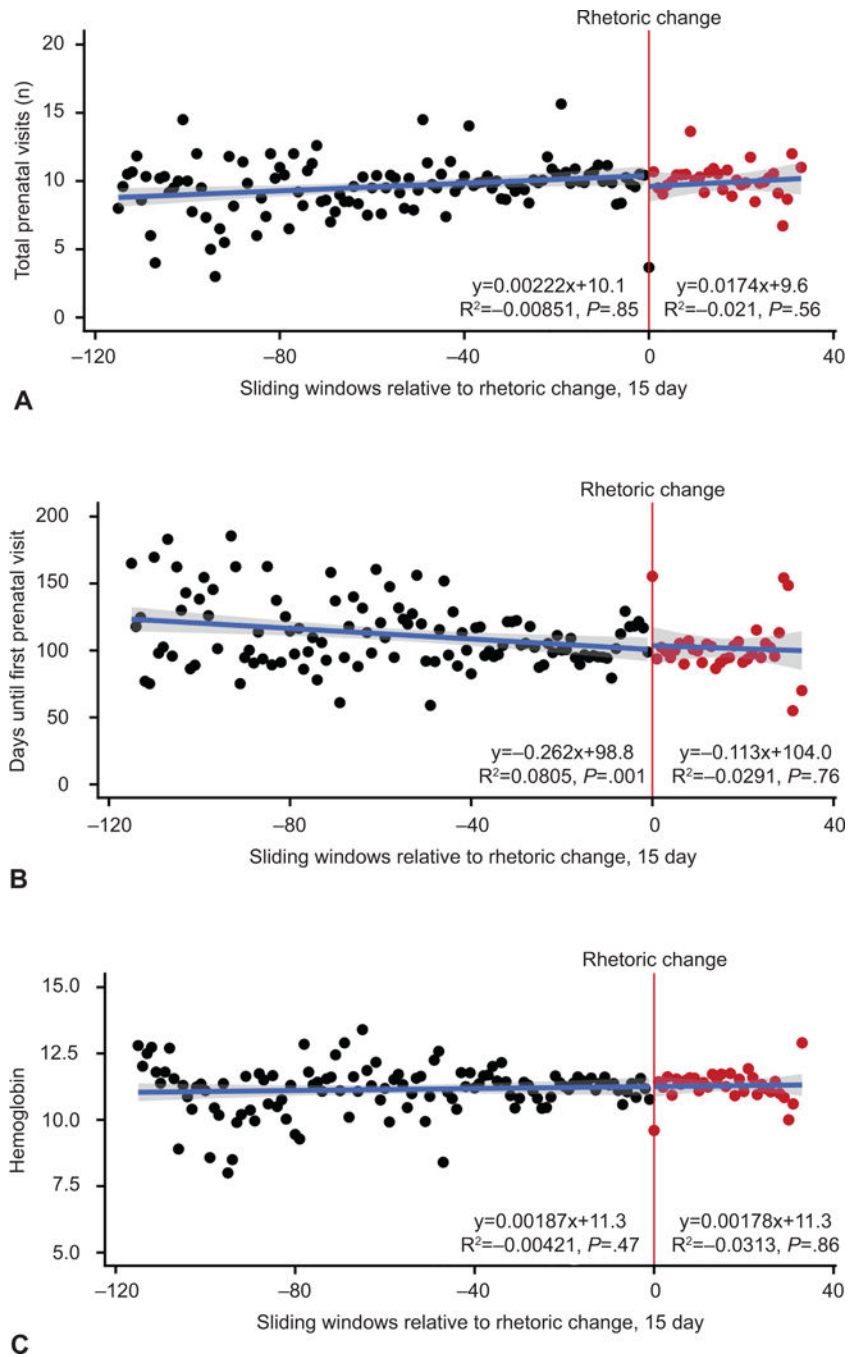 Rhetoric change
20
15
10
5
0
Total prenatal visits (n)
y=0.00222x+10.1
R²=–0.00851, P=.85
y=0.0174x+9.6
R²=–0.021, P=.56
–120
–80
–40
0
40
Sliding windows relative to rhetoric change, 15 day
A
Rhetoric change
200
150
100
50
0
Days until first prenatal visit
y=–0.262x+98.8
R²=0.0805, P=.001
y=–0.113x+104.0
R²=–0.0291, P=.76
–120
–80
–40
0
40
Sliding windows relative to rhetoric change, 15 day
B
Rhetoric change
15.0
12.5
10.0
7.5
5.0
Hemoglobin
y=0.00187x+11.3
R²=–0.00421, P=.47
y=0.00178x+11.3
R²=–0.0313, P=.86
–120
–80
–40
0
40
Sliding windows relative to rhetoric change, 15 day
C